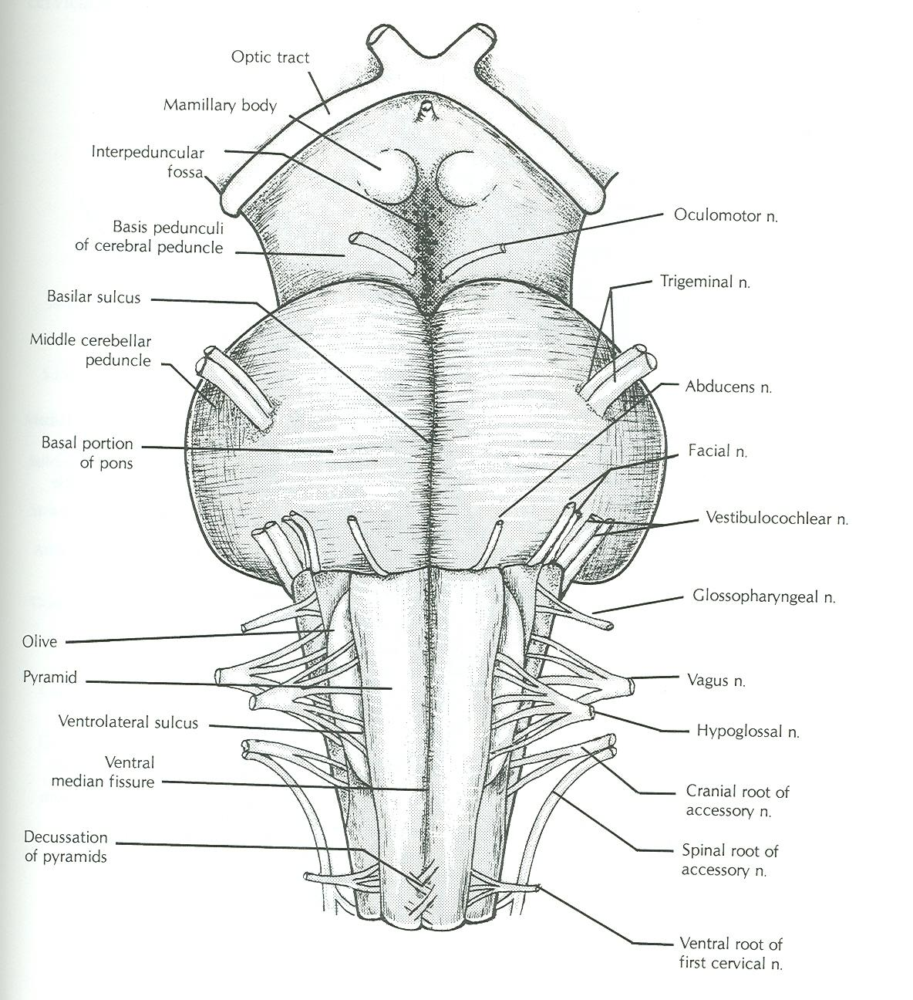 Optic tract
Mamillary body
Interpeduncular
fossa
Basis pedunculi
of cerebral peduncle
Basilar sulcus
Middle cerebellar
peduncle
Basal portion
of pons
Olive
Pyramid
Ventrolateral sulcus
Ventral
median fissure
Decussation
of pyramids
Oculomotor n.
Trigeminal n.
Abducens n.
Facial n.
Vestibulocochlear n.
Glossopharyngeal n.
Vagus n.
Hypoglossal n.
Cranial root of
accessory n.
Spinal root of
accessory n.
Ventral root of
first cervical n.